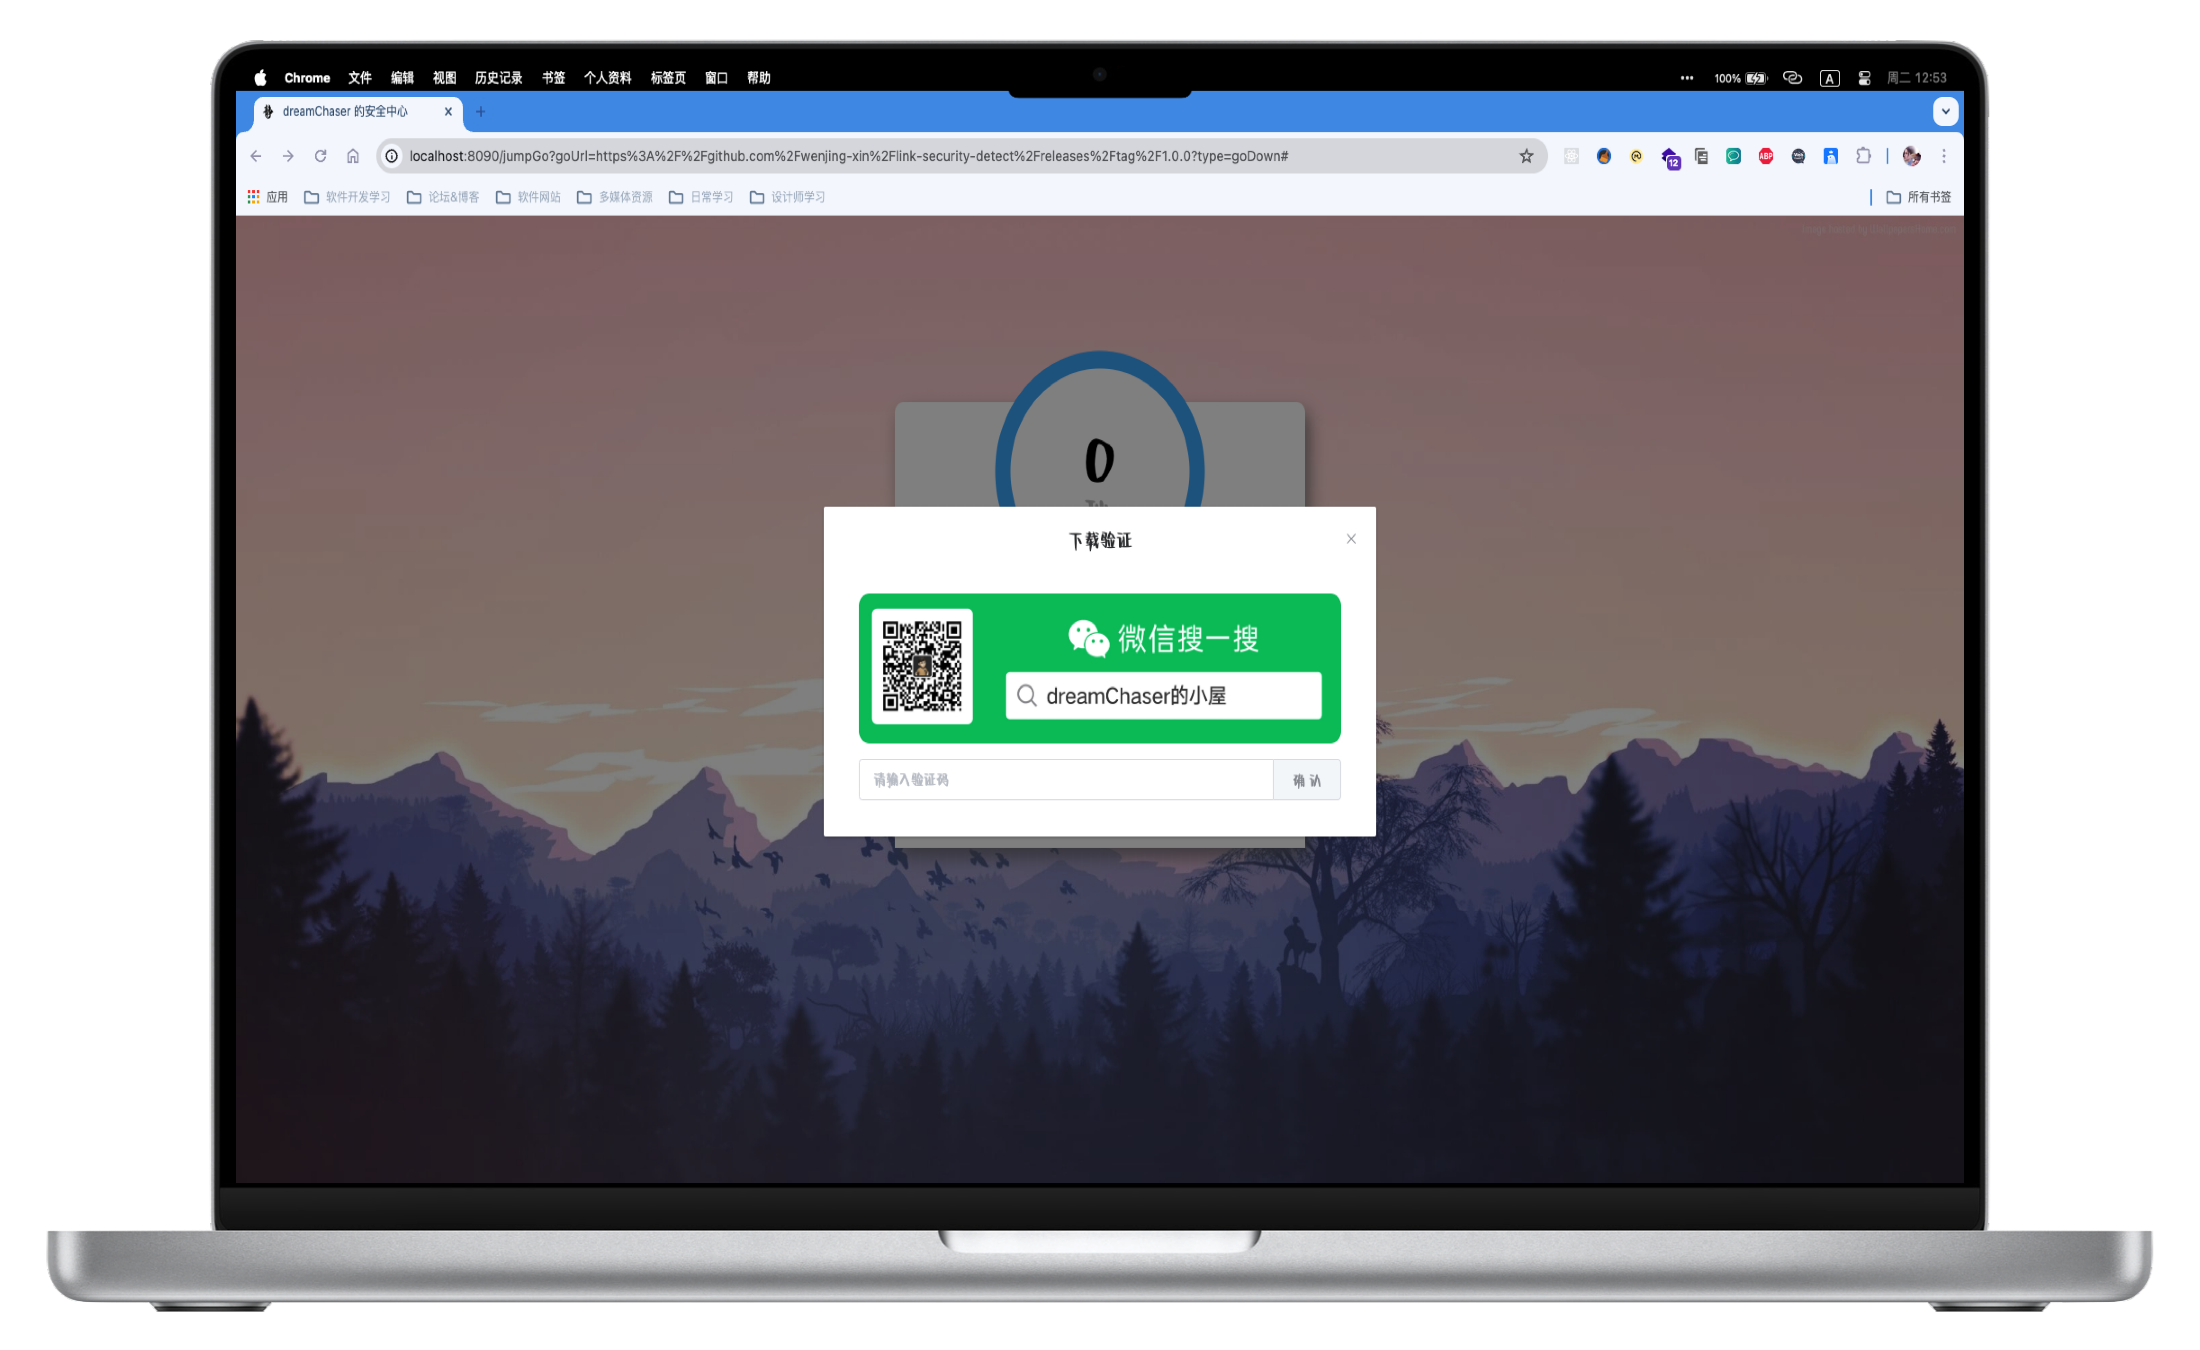 Chrome 文件 编辑 视图 历史记录 书签 个人资料 标签页 窗口 帮助 ••• 100% A 周二 12:53
dreamChaser 的安全中心
localhost:8090/jumpGo?goUrl=https%3A%2F%2Fgithub.com%2Fwenjing-xin%2Flink-security-detect%2Freleases%2Ftag%2F1.0.0?type=goDown#
12 ABP
应用 软件开发学习 论坛&博客 软件网站 多媒体资源 日常学习 设计师学习 所有书签
0
下载验证
微信搜一搜
dreamChaser的小屋
请输入验证码 确认